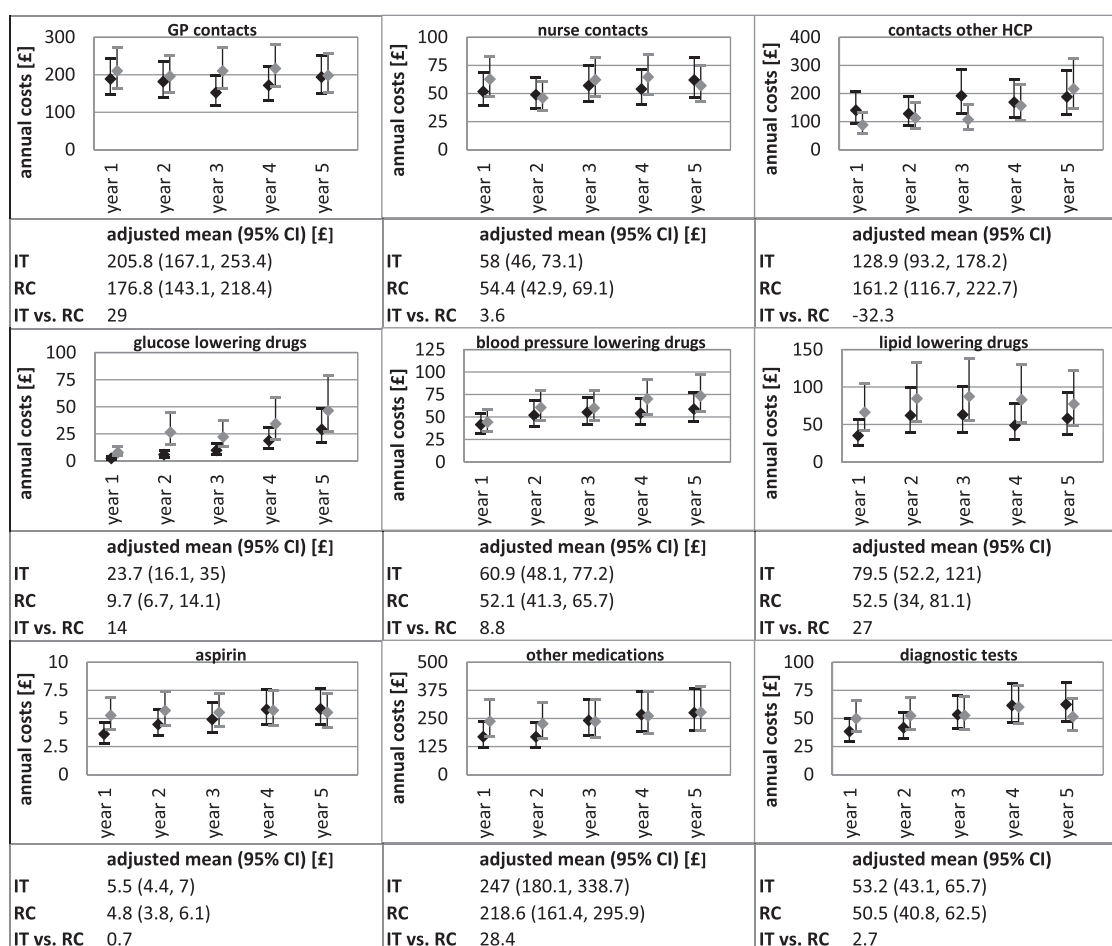 GP contacts
annual costs [£]
300
200
100
0
year 1
year 2
year 3
year 4
year 5
adjusted mean (95% CI) [£]
IT 205.8 (167.1, 253.4)
RC 176.8 (143.1, 218.4)
IT vs. RC 29
nurse contacts
annual costs [£]
100
75
50
25
0
year 1
year 2
year 3
year 4
year 5
adjusted mean (95% CI) [£]
IT 58 (46, 73.1)
RC 54.4 (42.9, 69.1)
IT vs. RC 3.6
contacts other HCP
annual costs [£]
400
300
200
100
0
year 1
year 2
year 3
year 4
year 5
adjusted mean (95% CI)
IT 128.9 (93.2, 178.2)
RC 161.2 (116.7, 222.7)
IT vs. RC -32.3
glucose lowering drugs
annual costs [£]
100
75
50
25
0
year 1
year 2
year 3
year 4
year 5
adjusted mean (95% CI) [£]
IT 23.7 (16.1, 35)
RC 9.7 (6.7, 14.1)
IT vs. RC 14
blood pressure lowering drugs
annual costs [£]
125
100
75
50
25
0
year 1
year 2
year 3
year 4
year 5
adjusted mean (95% CI) [£]
IT 60.9 (48.1, 77.2)
RC 52.1 (41.3, 65.7)
IT vs. RC 8.8
lipid lowering drugs
annual costs [£]
150
100
50
0
year 1
year 2
year 3
year 4
year 5
adjusted mean (95% CI)
IT 79.5 (52.2, 121)
RC 52.5 (34, 81.1)
IT vs. RC 27
aspirin
annual costs [£]
10
7.5
5
2.5
0
year 1
year 2
year 3
year 4
year 5
adjusted mean (95% CI) [£]
IT 5.5 (4.4, 7)
RC 4.8 (3.8, 6.1)
IT vs. RC 0.7
other medications
annual costs [£]
500
375
250
125
0
year 1
year 2
year 3
year 4
year 5
adjusted mean (95% CI) [£]
IT 247 (180.1, 338.7)
RC 218.6 (161.4, 295.9)
IT vs. RC 28.4
diagnostic tests
annual costs [£]
100
75
50
25
0
year 1
year 2
year 3
year 4
year 5
adjusted mean (95% CI)
IT 53.2 (43.1, 65.7)
RC 50.5 (40.8, 62.5)
IT vs. RC 2.7